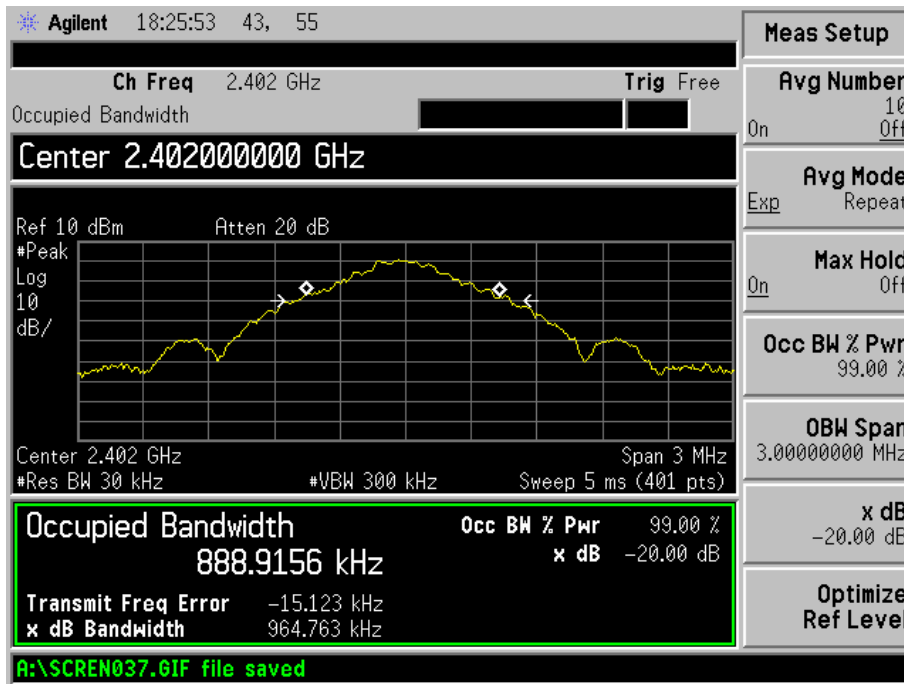 Agilent 18:25:53 43, 55
Ch Freq 2.402 GHz Trig Free
Occupied Bandwidth
Center 2.402000000 GHz
Ref 10 dBm Atten 20 dB
#Peak
Log
10
dB/
Center 2.402 GHz Span 3 MHz
#Res BW 30 kHz #VBW 300 kHz Sweep 5 ms (401 pts)
Occupied Bandwidth
888.9156 kHz
Occ BW % Pwr 99.00 %
x dB -20.00 dB
Transmit Freq Error -15.123 kHz
x dB Bandwidth 964.763 kHz
A:\SCREN037.GIF file saved
Meas Setup
Avg Number
10
On Off
Avg Mode
Exp Repeat
Max Hold
On Off
Occ BW % Pwr
99.00 %
OBW Span
3.00000000 MHz
x dB
-20.00 dB
Optimize
Ref Level